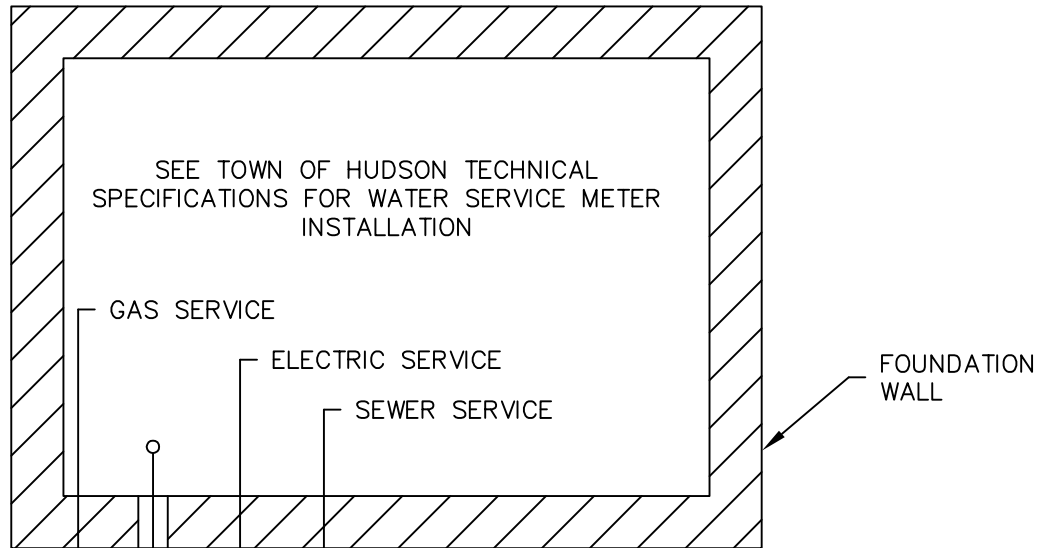 SEE TOWN OF HUDSON TECHNICAL
SPECIFICATIONS FOR WATER SERVICE METER
INSTALLATION
GAS SERVICE
ELECTRIC SERVICE
SEWER SERVICE
FOUNDATION
WALL